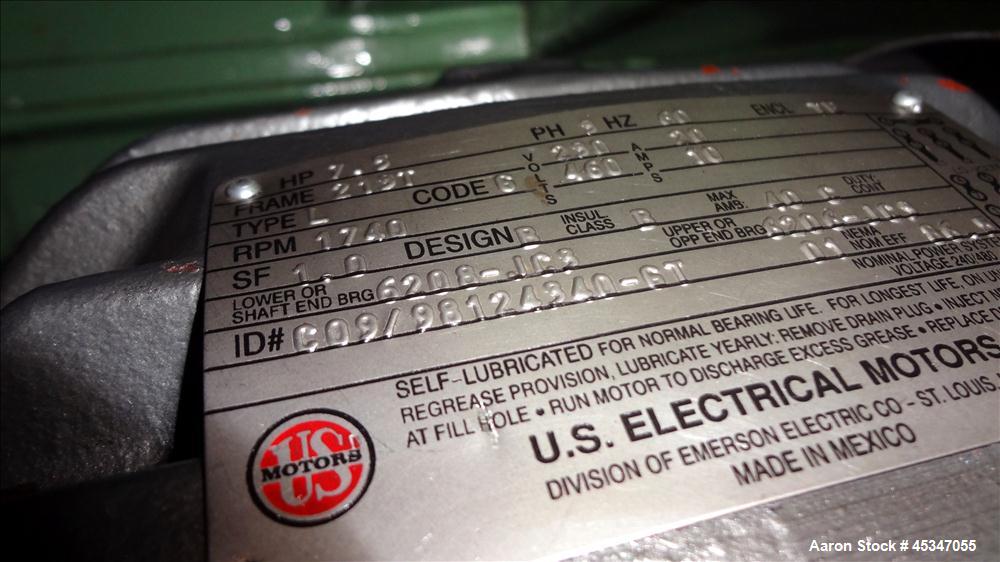 HP 7.5 PH 3 HZ 60 ENCL
FRAME 213T CODE G VOLTS 230 460 AMPS 20 10
TYPE L
RPM 1740 DESIGN B INSUL. CLASS B MAX AMB. 40 C DUTY: CONT
SF 1.0
LOWER OR SHAFT END BRG 6208-JC3 UPPER OR OPP END BRG 6206-JC3 NEMA NOM EFF
ID# C09/98124340-GT 01 NOMINAL POWER
VOLTAGE 240/480
SELF-LUBRICATED FOR NORMAL BEARING LIFE. FOR LONGEST LIFE, ON
REGREASE PROVISION, LUBRICATE YEARLY: REMOVE DRAIN PLUG • INJECT
AT FILL HOLE • RUN MOTOR TO DISCHARGE EXCESS GREASE • REPLACE
U.S. ELECTRICAL MOTORS
DIVISION OF EMERSON ELECTRIC CO - ST. LOUIS,
MADE IN MEXICO
US
MOTORS
Aaron Stock # 45347055